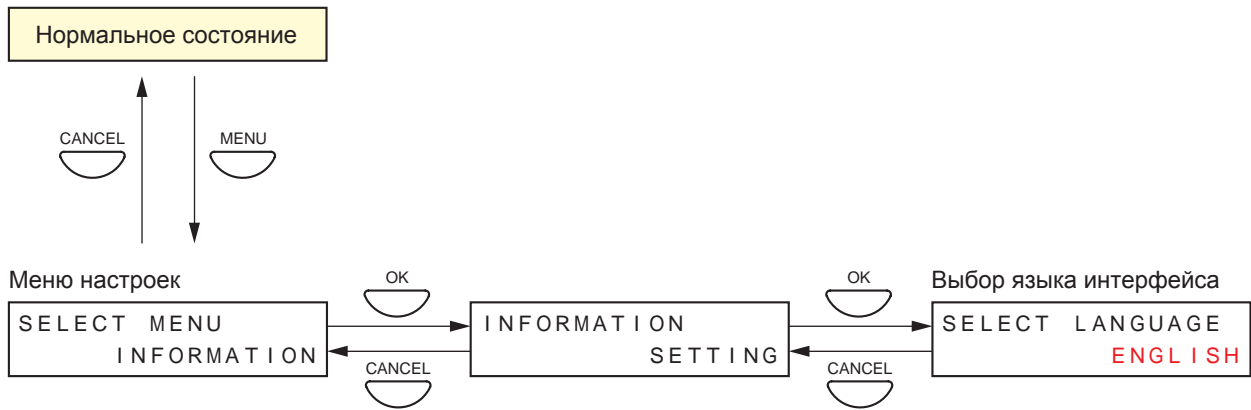 Нормальное состояние
CANCEL
MENU
Меню настроек
OK
OK
Выбор языка интерфейса
SELECT MENU
INFORMATION
INFORMATION
SETTING
SELECT LANGUAGE
ENGLISH
CANCEL
CANCEL